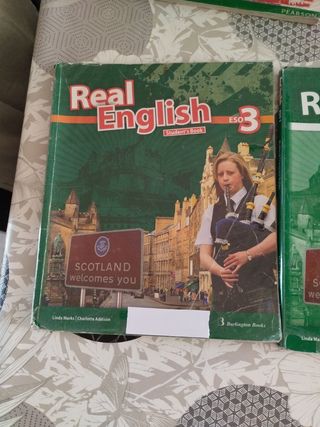 PEARSON
Real
English
ESO 3
Student's Book
SCOTLAND
welcomes you
Linda Marks | Charlotte Addison
Burlington Books
R
Linda Ma